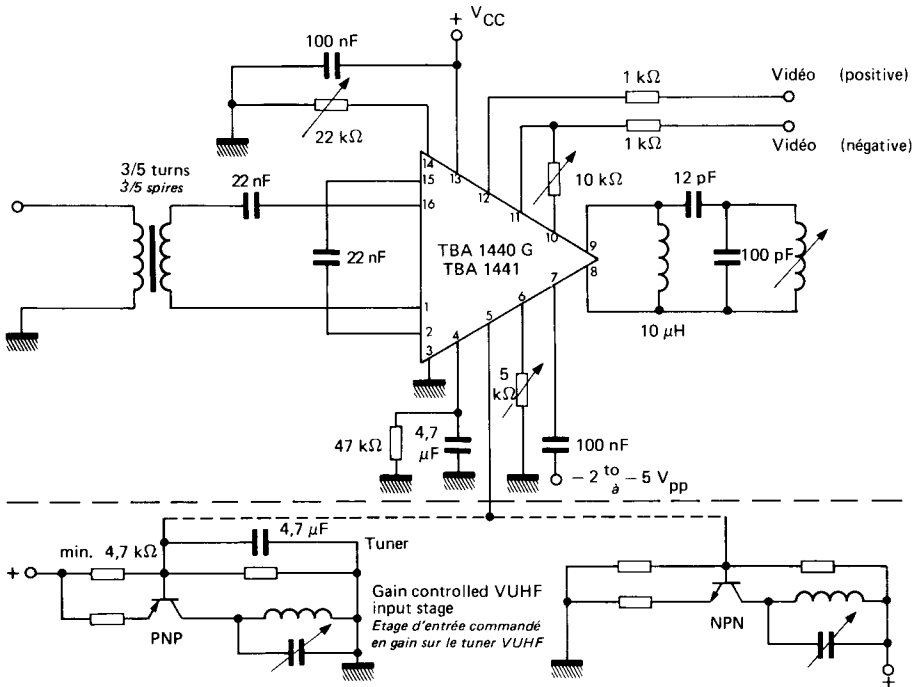 + VCC
100 nF
22 kΩ
3/5 turns
3/5 spires
22 nF
22 nF
14
15
16
13
12
11
10
9
8
7
6
5
4
3
2
1
TBA 1440 G
TBA 1441
1 kΩ
Vidéo (positive)
1 kΩ
Vidéo (négative)
10 kΩ
12 pF
100 pF
10 µH
5
kΩ
47 kΩ
4,7
µF
100 nF
− 2 to à − 5 Vpp
4,7 µF
Tuner
min. 4,7 kΩ
+
PNP
Gain controlled VUHF
input stage
Etage d'entrée commandé
en gain sur le tuner VUHF
NPN
+